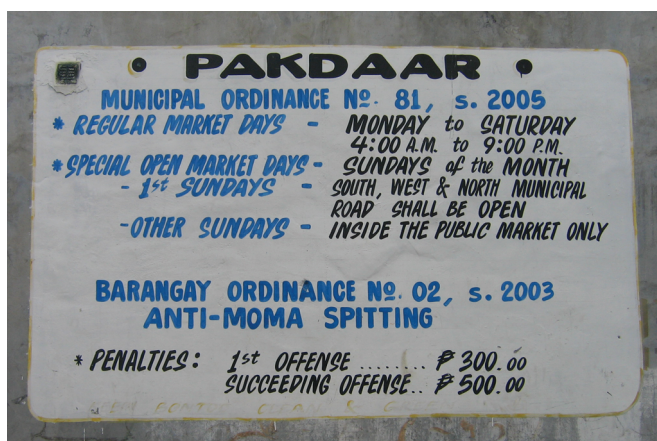 • PAKDAAR •
MUNICIPAL ORDINANCE Nº. 81, s. 2005
* REGULAR MARKET DAYS - MONDAY to SATURDAY
4:00 A.M. to 9:00 P.M.
* SPECIAL OPEN MARKET DAYS - SUNDAYS of the MONTH
- 1st SUNDAYS - SOUTH, WEST & NORTH MUNICIPAL
ROAD SHALL BE OPEN
- OTHER SUNDAYS - INSIDE THE PUBLIC MARKET ONLY
BARANGAY ORDINANCE Nº. 02, s. 2003
ANTI-MOMA SPITTING
* PENALTIES: 1st OFFENSE ........ ₱ 300.00
SUCCEEDING OFFENSE.. ₱ 500.00